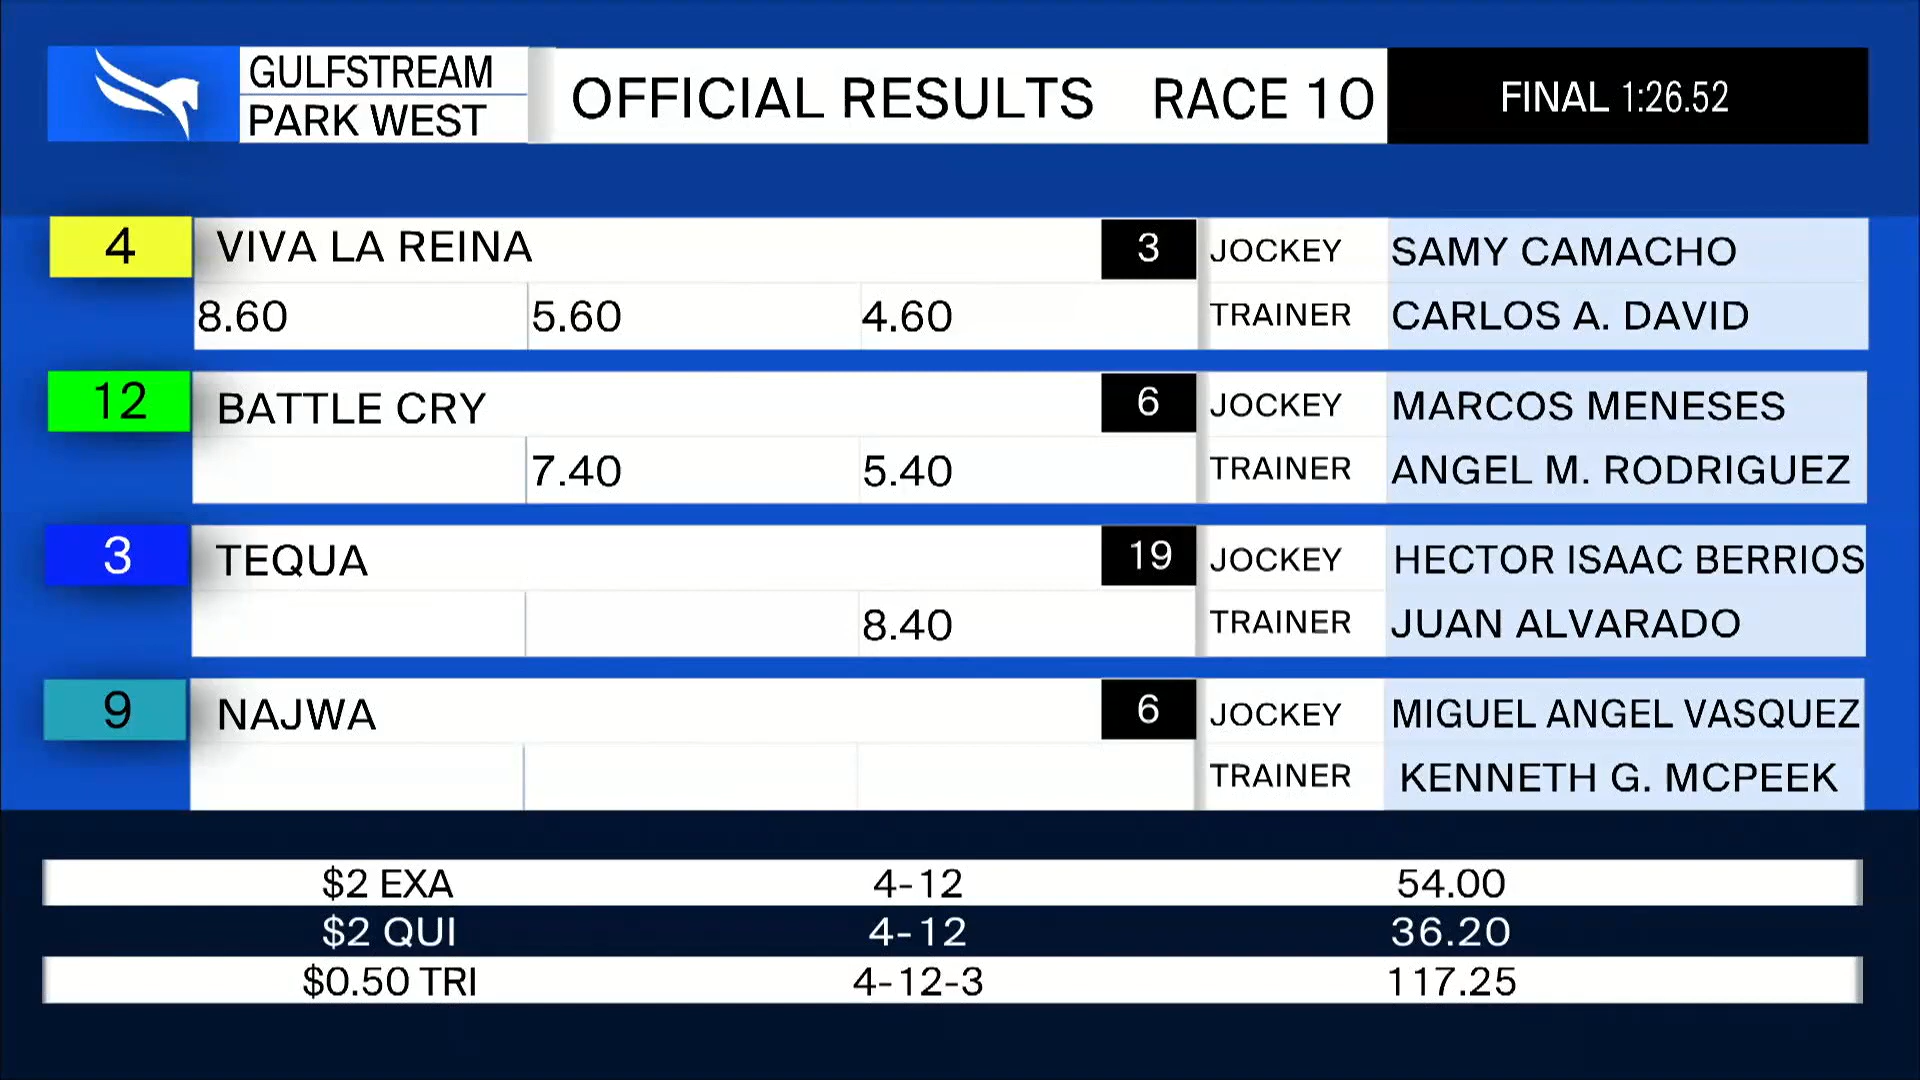 GULFSTREAM
PARK WEST
OFFICIAL RESULTS RACE 10
FINAL 1:26.52
4 VIVA LA REINA 3 JOCKEY SAMY CAMACHO
8.60 5.60 4.60 TRAINER CARLOS A. DAVID
12 BATTLE CRY 6 JOCKEY MARCOS MENESES
7.40 5.40 TRAINER ANGEL M. RODRIGUEZ
3 TEQUA 19 JOCKEY HECTOR ISAAC BERRIOS
8.40 TRAINER JUAN ALVARADO
9 NAJWA 6 JOCKEY MIGUEL ANGEL VASQUEZ
TRAINER KENNETH G. MCPEEK
$2 EXA 4-12 54.00
$2 QUI 4-12 36.20
$0.50 TRI 4-12-3 117.25